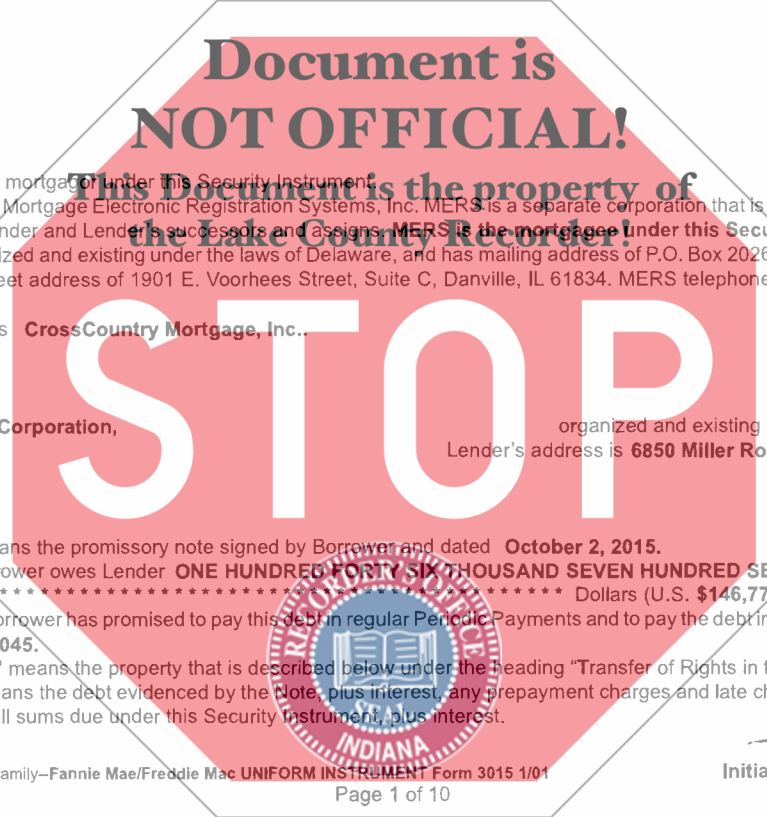 Document is
NOT OFFICIAL!
This Document is the property of
the Lake County Recorder!
mortgagor under this Security Instrument.
Mortgage Electronic Registration Systems, Inc. MERS is a separate corporation that is
nder and Lender's successors and assigns. MERS is the mortgagee under this Secu
ized and existing under the laws of Delaware, and has mailing address of P.O. Box 2026
eet address of 1901 E. Voorhees Street, Suite C, Danville, IL 61834. MERS telephone
s CrossCountry Mortgage, Inc..
STOP
Corporation, organized and existing
Lender's address is 6850 Miller Ro
ans the promissory note signed by Borrower and dated October 2, 2015.
ower owes Lender ONE HUNDRED FORTY SIX THOUSAND SEVEN HUNDRED SE
* * * * * * * * * * * * * * * * * * * * * * * * * * * * * * * * * * * * * * * * * * Dollars (U.S. $146,77
orrower has promised to pay this debt in regular Periodic Payments and to pay the debt in
045.
" means the property that is described below under the heading "Transfer of Rights in t
ans the debt evidenced by the Note, plus interest, any prepayment charges and late ch
ll sums due under this Security Instrument, plus interest.
RECORDER'S OFFICE
SEAL
INDIANA
amily–Fannie Mae/Freddie Mac UNIFORM INSTRUMENT Form 3015 1/01
Initia
Page 1 of 10